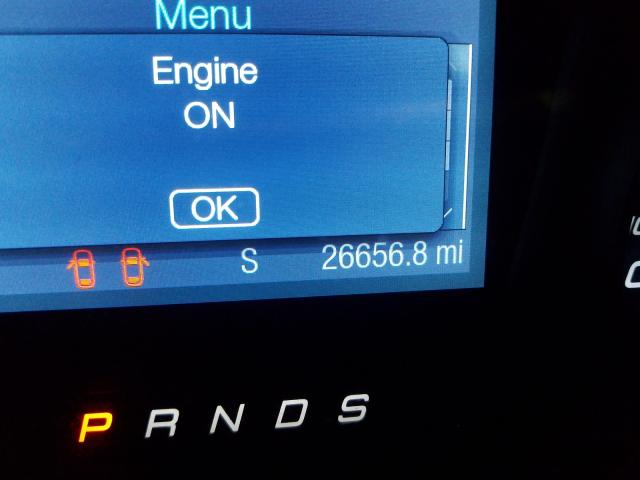 Menu
Engine
ON
OK
S 26656.8 mi
P R N D S